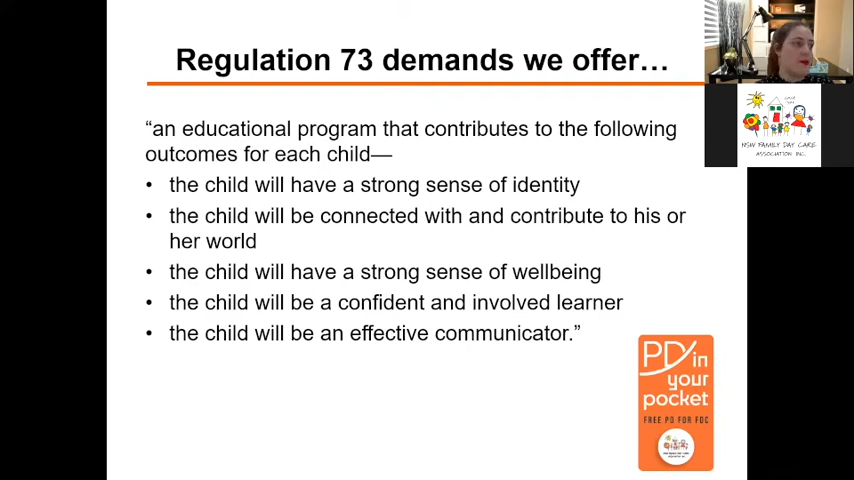 Regulation 73 demands we offer…
“an educational program that contributes to the following
outcomes for each child—
• the child will have a strong sense of identity
• the child will be connected with and contribute to his or
her world
• the child will have a strong sense of wellbeing
• the child will be a confident and involved learner
• the child will be an effective communicator.”
NSW FAMILY DAY CARE
ASSOCIATION INC.
PD in
your
pocket
FREE PD FOR FDC